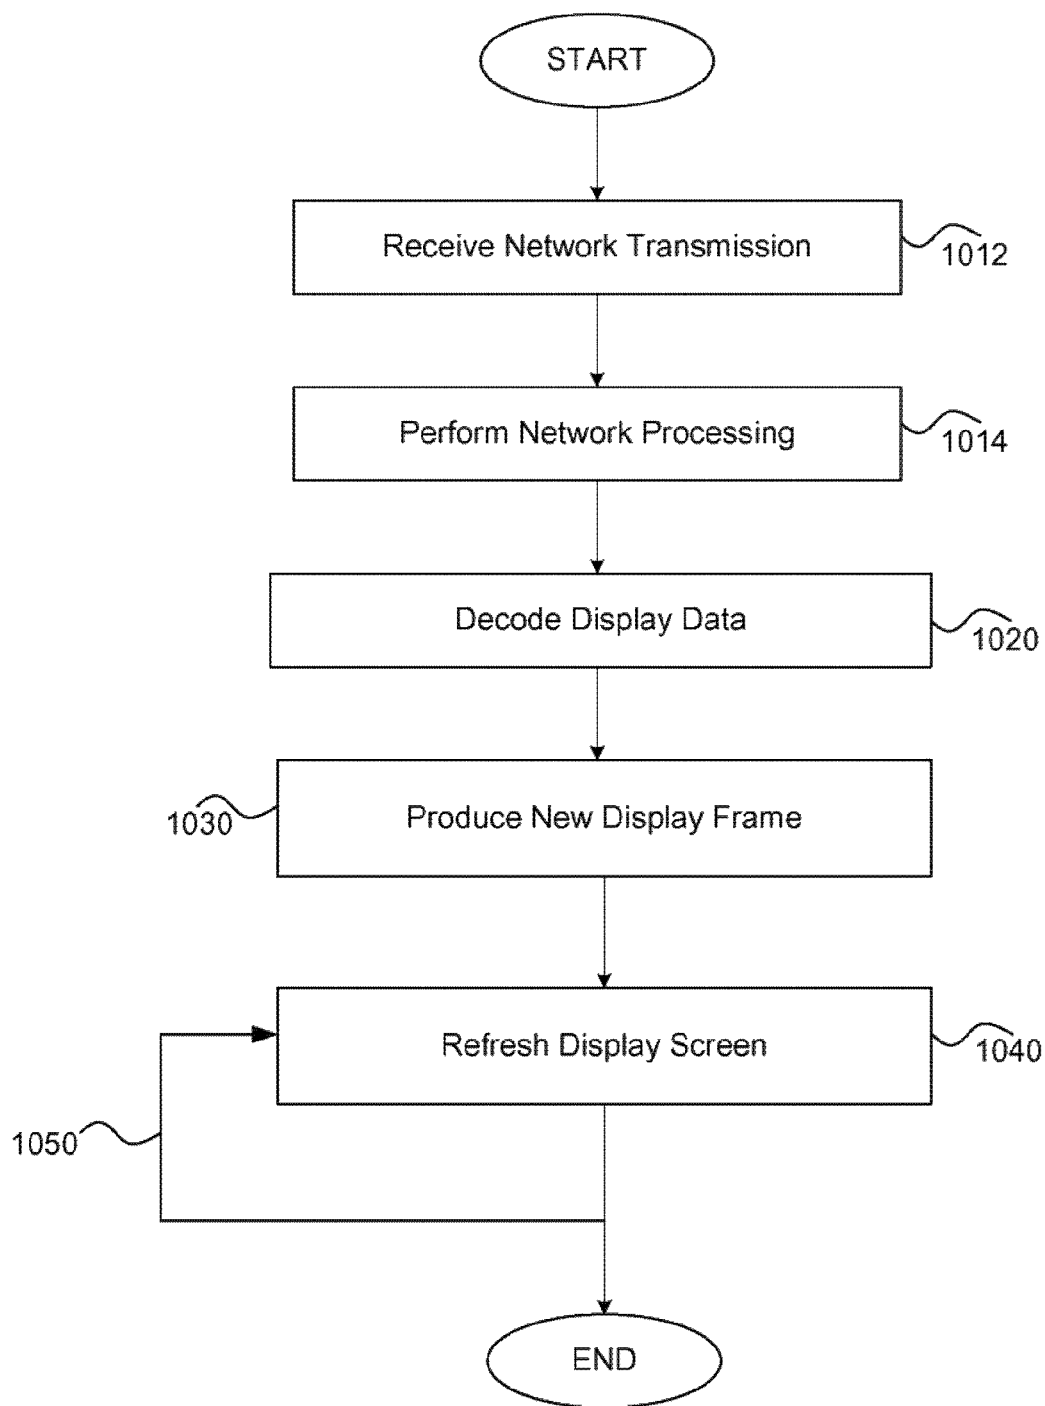 START
Receive Network Transmission
1012
Perform Network Processing
1014
Decode Display Data
1020
1030
Produce New Display Frame
Refresh Display Screen
1040
1050
END